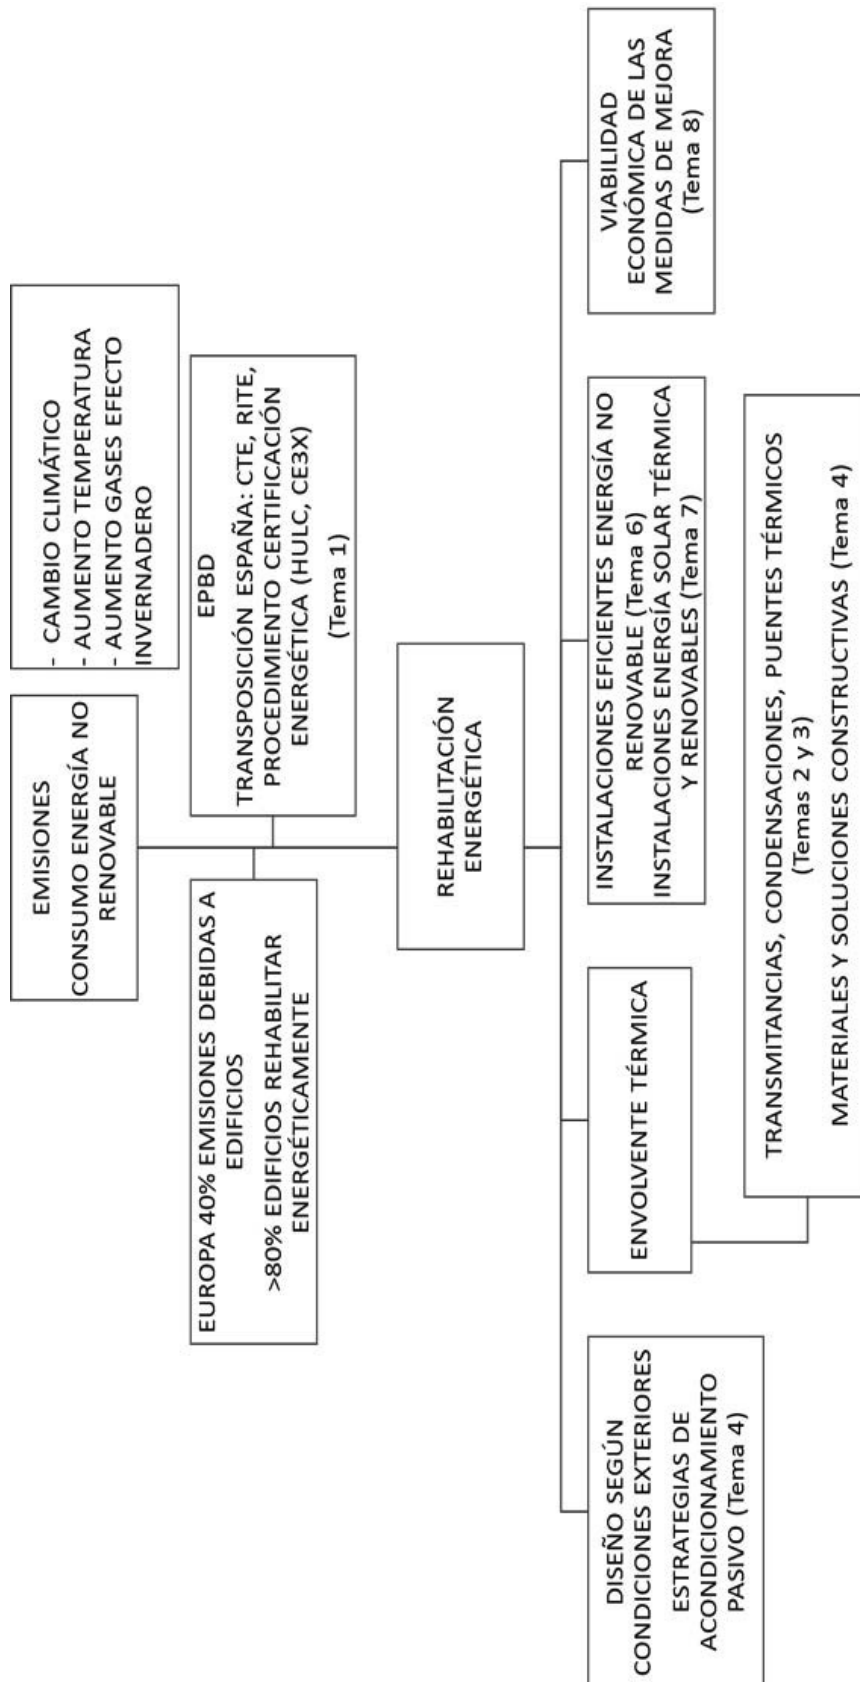 EMISIONES
CONSUMO ENERGÍA NO
RENOVABLE
- CAMBIO CLIMÁTICO
- AUMENTO TEMPERATURA
- AUMENTO GASES EFECTO
INVERNADERO
EUROPA 40% EMISIONES DEBIDAS A
EDIFICIOS
>80% EDIFICIOS REHABILITAR
ENERGÉTICAMENTE
EPBD
TRANSPOSICIÓN ESPAÑA: CTE, RITE,
PROCEDIMIENTO CERTIFICACIÓN
ENERGÉTICA (HULC, CE3X)
(Tema 1)
REHABILITACIÓN
ENERGÉTICA
DISEÑO SEGÚN
CONDICIONES EXTERIORES
ESTRATEGIAS DE
ACONDICIONAMIENTO
PASIVO (Tema 4)
ENVOLVENTE TÉRMICA
INSTALACIONES EFICIENTES ENERGÍA NO
RENOVABLE (Tema 6)
INSTALACIONES ENERGÍA SOLAR TÉRMICA
Y RENOVABLES (Tema 7)
VIABILIDAD
ECONÓMICA DE LAS
MEDIDAS DE MEJORA
(Tema 8)
TRANSMITANCIAS, CONDENSACIONES, PUENTES TÉRMICOS
(Temas 2 y 3)
MATERIALES Y SOLUCIONES CONSTRUCTIVAS (Tema 4)